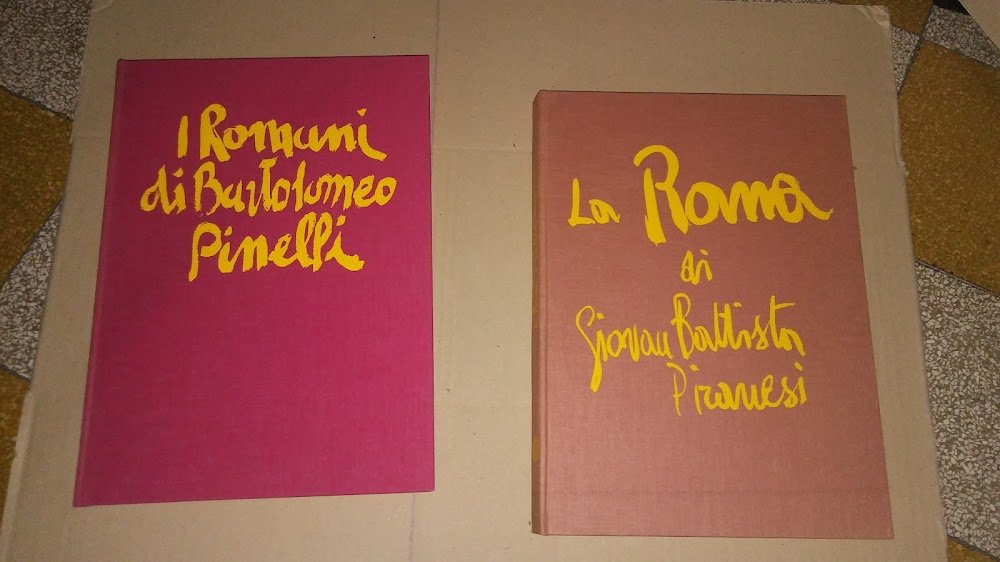 I Romani
di Bartolomeo
Pinelli
La Roma
di
Giovan Battista
Piranesi